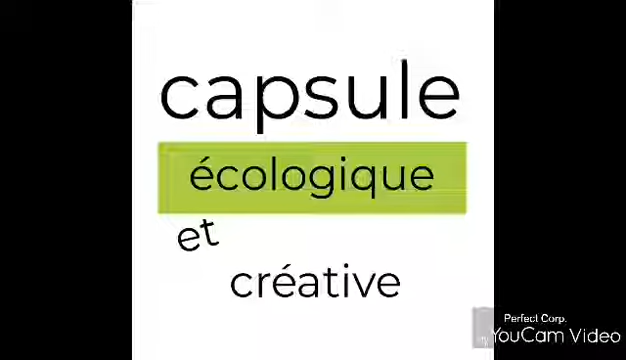 capsule
écologique
et
créative
Perfect Corp.
YouCam Video